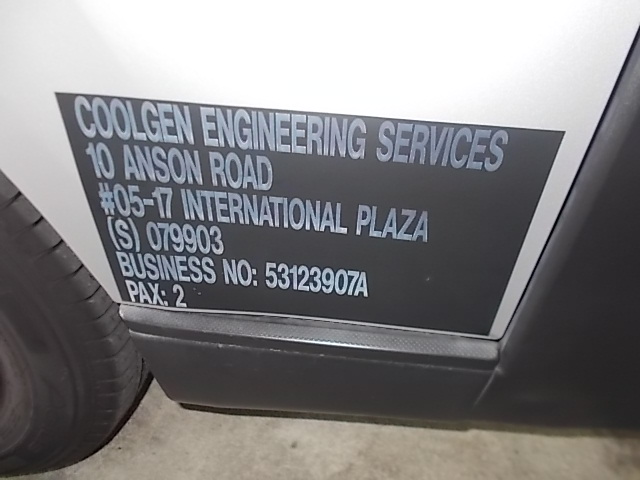 COOLGEN ENGINEERING SERVICES
10 ANSON ROAD
#05-17 INTERNATIONAL PLAZA
(S) 079903
BUSINESS NO: 53123907A
PAX: 2